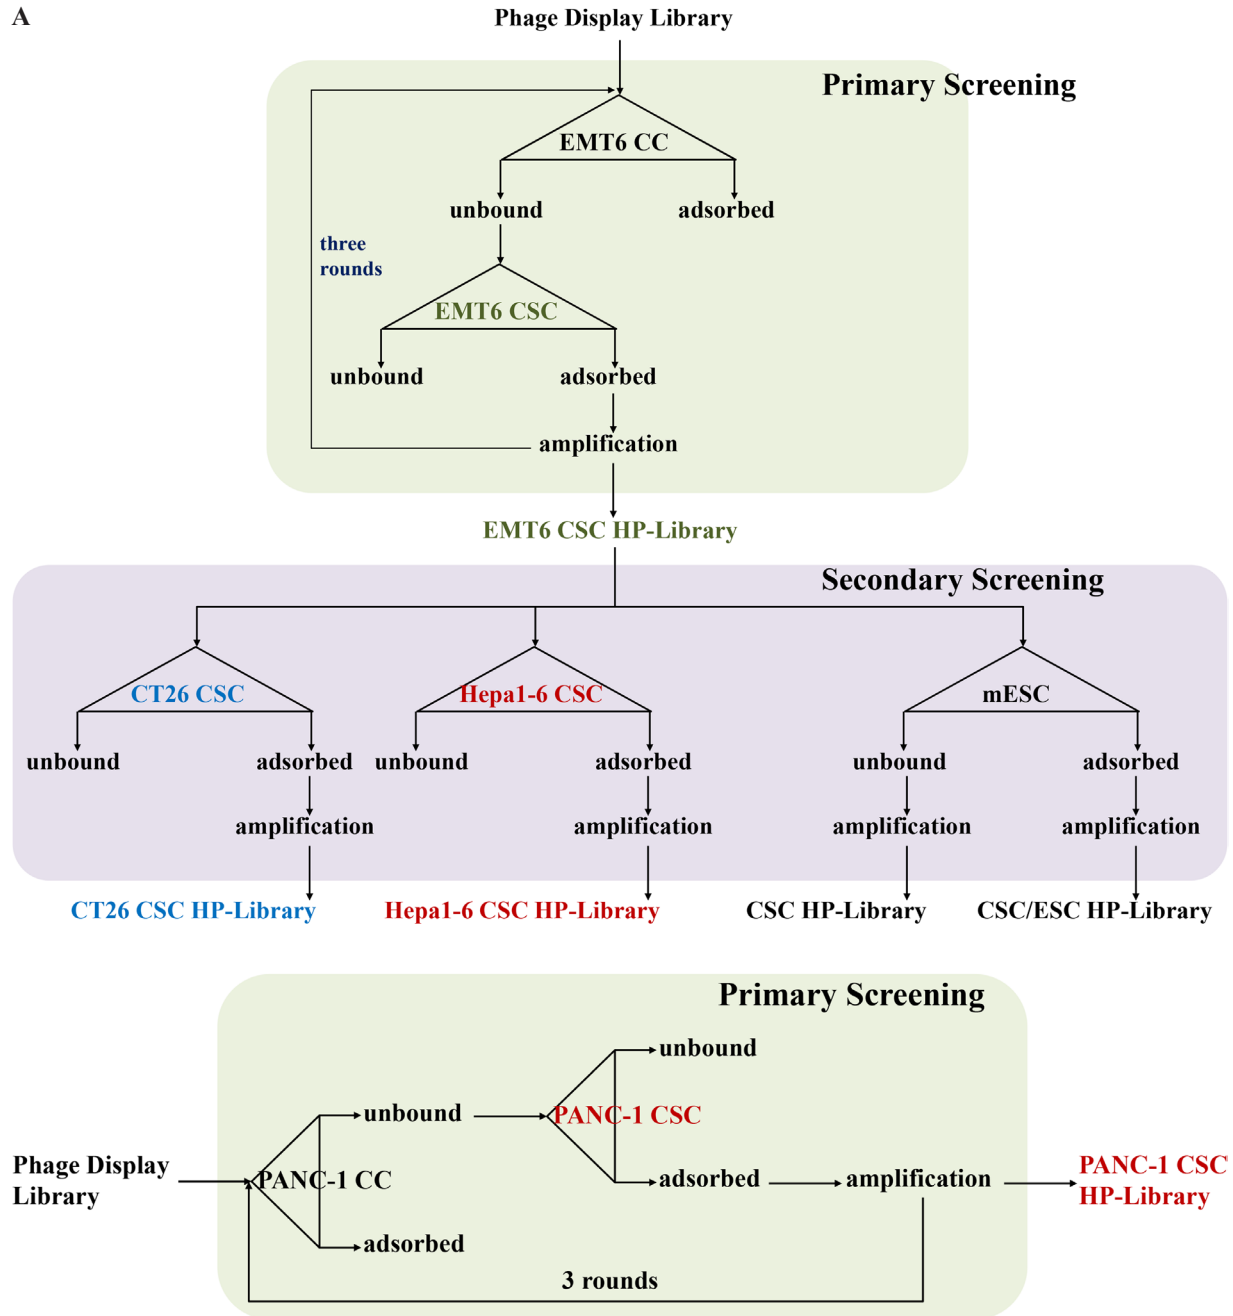 A
Phage Display Library
Primary Screening
EMT6 CC
unbound
adsorbed
three
rounds
EMT6 CSC
unbound
adsorbed
amplification
EMT6 CSC HP-Library
Secondary Screening
CT26 CSC
Hepa1-6 CSC
mESC
unbound
adsorbed
unbound
adsorbed
unbound
adsorbed
amplification
amplification
amplification
amplification
CT26 CSC HP-Library
Hepa1-6 CSC HP-Library
CSC HP-Library
CSC/ESC HP-Library
Primary Screening
unbound
unbound
PANC-1 CSC
Phage Display
Library
PANC-1 CC
adsorbed
amplification
PANC-1 CSC
HP-Library
adsorbed
3 rounds